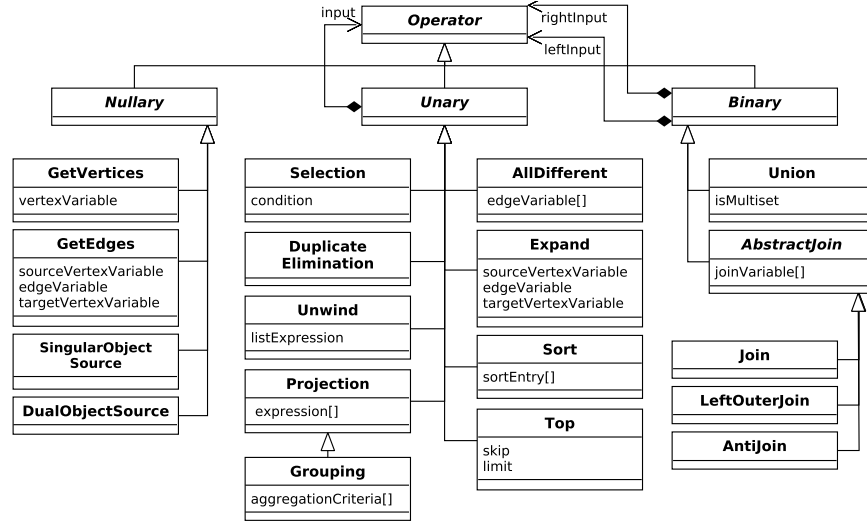 input
Operator
rightInput
leftInput
Nullary
Unary
Binary
GetVertices
vertexVariable
GetEdges
sourceVertexVariable
edgeVariable
targetVertexVariable
SingularObject
Source
DualObjectSource
Selection
condition
Duplicate
Elimination
Unwind
listExpression
Projection
expression[]
Grouping
aggregationCriteria[]
AllDifferent
edgeVariable[]
Expand
sourceVertexVariable
edgeVariable
targetVertexVariable
Sort
sortEntry[]
Top
skip
limit
Union
isMultiset
AbstractJoin
joinVariable[]
Join
LeftOuterJoin
AntiJoin